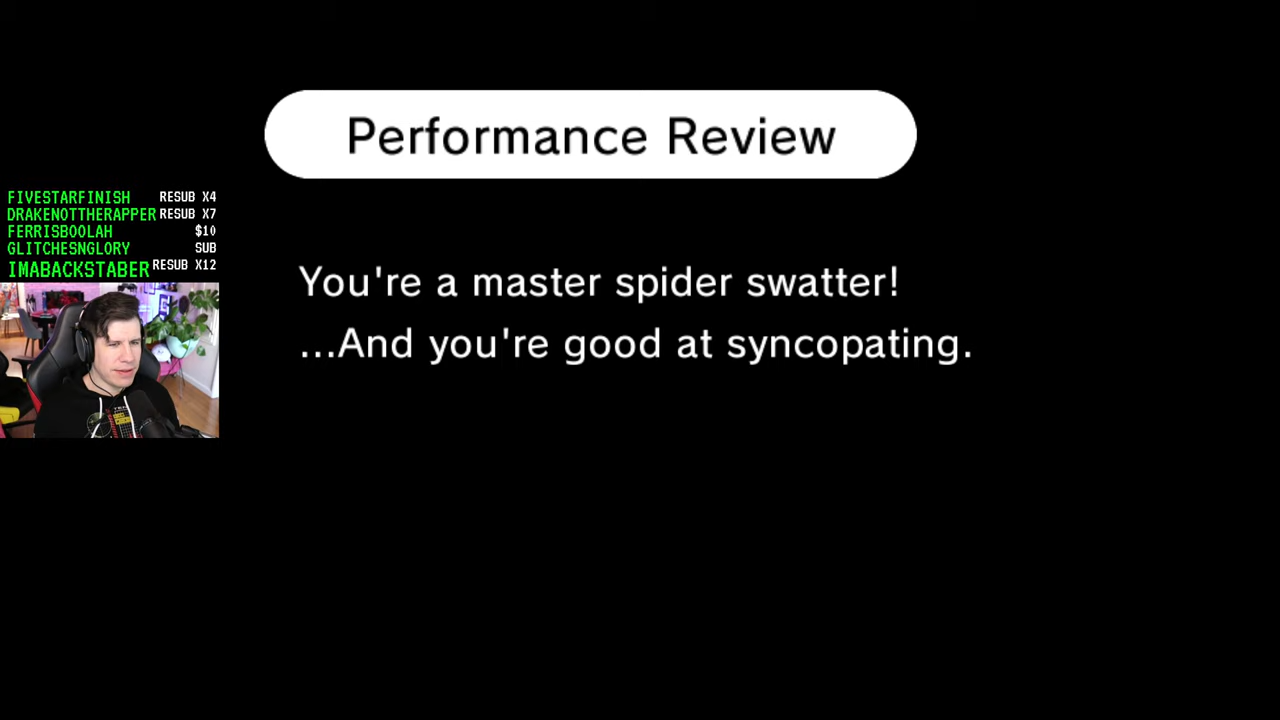 Performance Review
FIVESTARFINISH RESUB X4
DRAKENOTTHERAPPER RESUB X7
FERRISBOOLAH $10
GLITCHESNGLORY SUB
IMABACKSTABER RESUB X12
You're a master spider swatter!
...And you're good at syncopating.